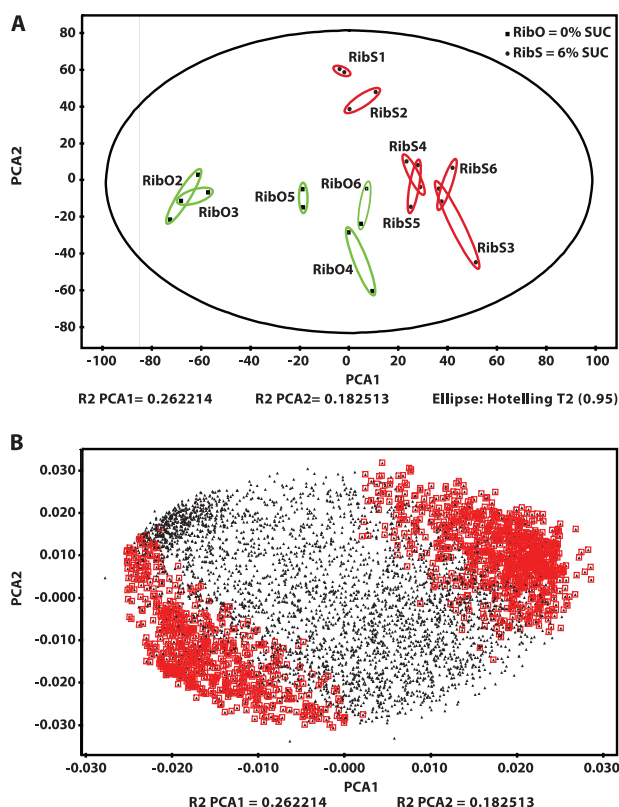 A
RibO = 0% SUC
RibS = 6% SUC
RibS1
RibS2
RibS4
RibS6
RibO2
RibO3
RibO5
RibO6
RibS5
RibS3
RibO4
80
60
40
20
0
-20
-40
-60
-80
PCA2
-100 -80 -60 -40 -20 0 20 40 60 80 100
PCA1
R2 PCA1= 0.262214 R2 PCA2= 0.182513 Ellipse: Hotelling T2 (0.95)
B
0.030
0.020
0.010
-0.000
-0.010
-0.020
-0.030
PCA2
-0.030 -0.020 -0.010 -0.000 0.010 0.020 0.030
PCA1
R2 PCA1 = 0.262214 R2 PCA2 = 0.182513